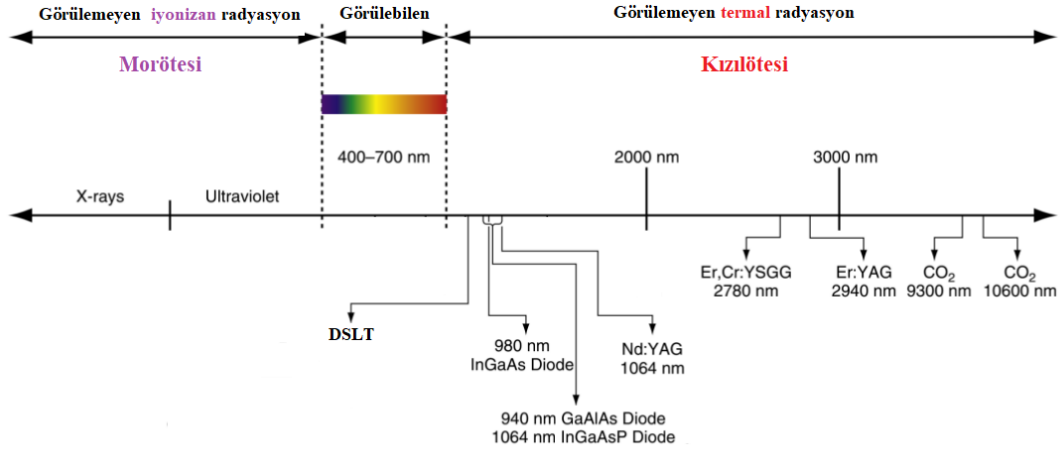 Görülemeyen iyonizan radyasyon
Görülebilen
Görülemeyen termal radyasyon
Morötesi
Kızılötesi
400–700 nm
2000 nm
3000 nm
X-rays
Ultraviolet
Er,Cr:YSGG
2780 nm
Er:YAG
2940 nm
CO2
9300 nm
CO2
10600 nm
DSLT
980 nm
InGaAs Diode
Nd:YAG
1064 nm
940 nm GaAlAs Diode
1064 nm InGaAsP Diode